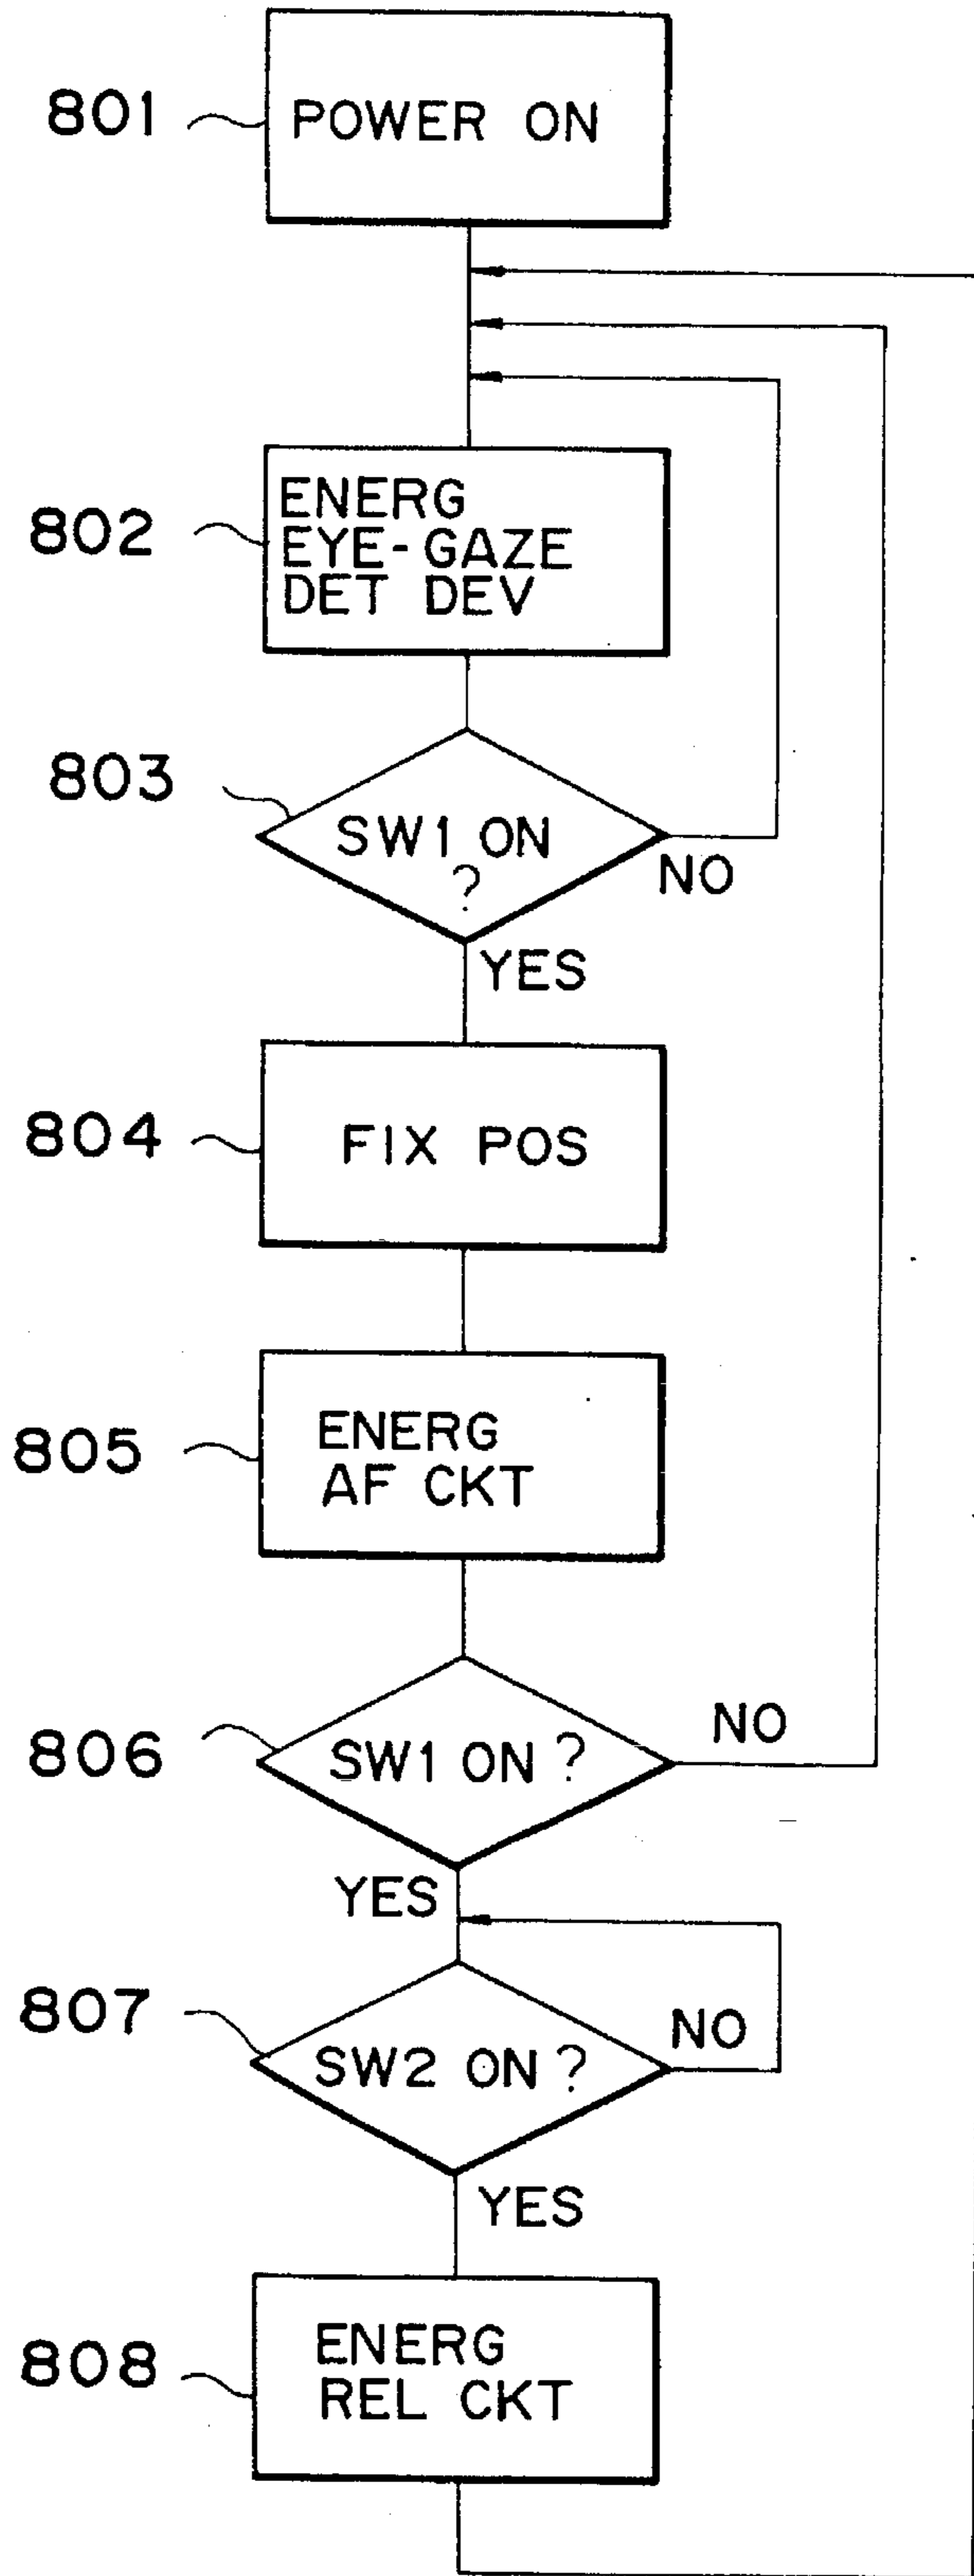 801
POWER ON
802
ENERG
EYE-GAZE
DET DEV
803
SW1 ON
?
NO
YES
804
FIX POS
805
ENERG
AF CKT
806
SW1 ON ?
NO
YES
807
SW2 ON ?
NO
YES
808
ENERG
REL CKT